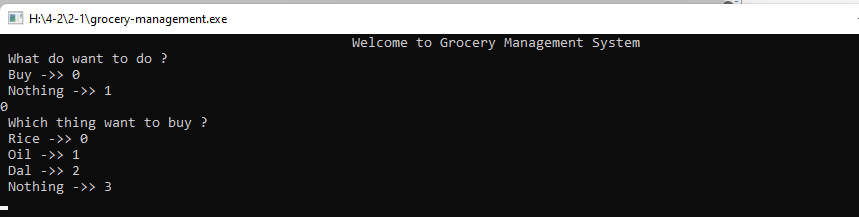 H:\4-2\2-1\grocery-management.exe
Welcome to Grocery Management System
What do want to do ?
Buy ->> 0
Nothing ->> 1
0
Which thing want to buy ?
Rice ->> 0
Oil ->> 1
Dal ->> 2
Nothing ->> 3